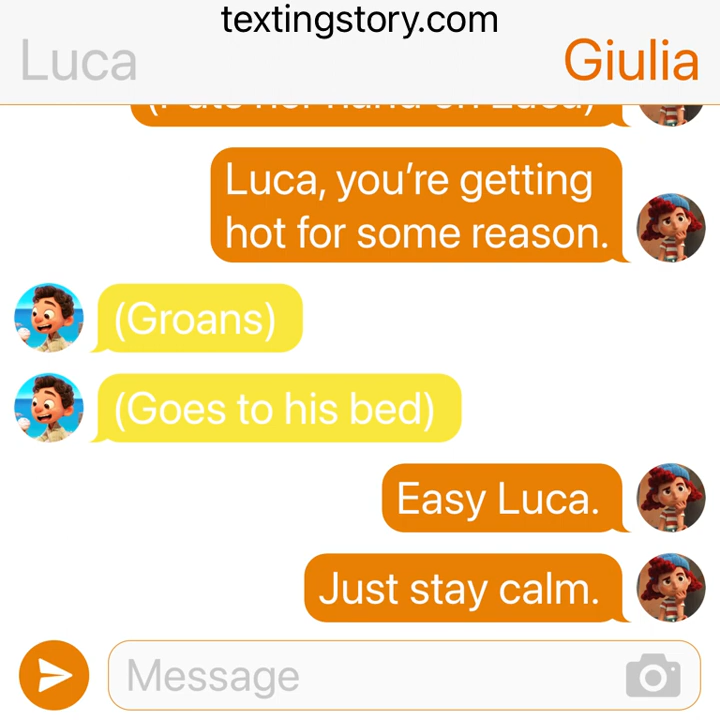 textingstory.com
Luca
Giulia
Luca, you’re getting
hot for some reason.
(Groans)
(Goes to his bed)
Easy Luca.
Just stay calm.
Message